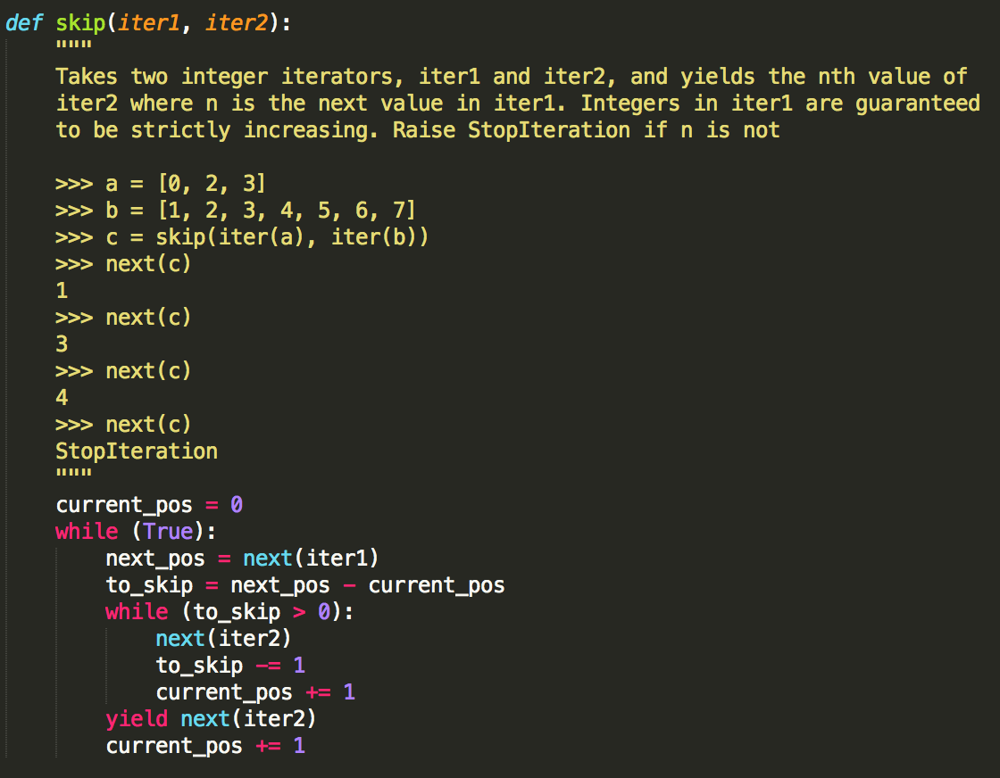 def skip(iter1, iter2):
    """
    Takes two integer iterators, iter1 and iter2, and yields the nth value of
    iter2 where n is the next value in iter1. Integers in iter1 are guaranteed
    to be strictly increasing. Raise StopIteration if n is not

    >>> a = [0, 2, 3]
    >>> b = [1, 2, 3, 4, 5, 6, 7]
    >>> c = skip(iter(a), iter(b))
    >>> next(c)
    1
    >>> next(c)
    3
    >>> next(c)
    4
    >>> next(c)
    StopIteration
    """
    current_pos = 0
    while (True):
        next_pos = next(iter1)
        to_skip = next_pos - current_pos
        while (to_skip > 0):
            next(iter2)
            to_skip -= 1
            current_pos += 1
        yield next(iter2)
        current_pos += 1